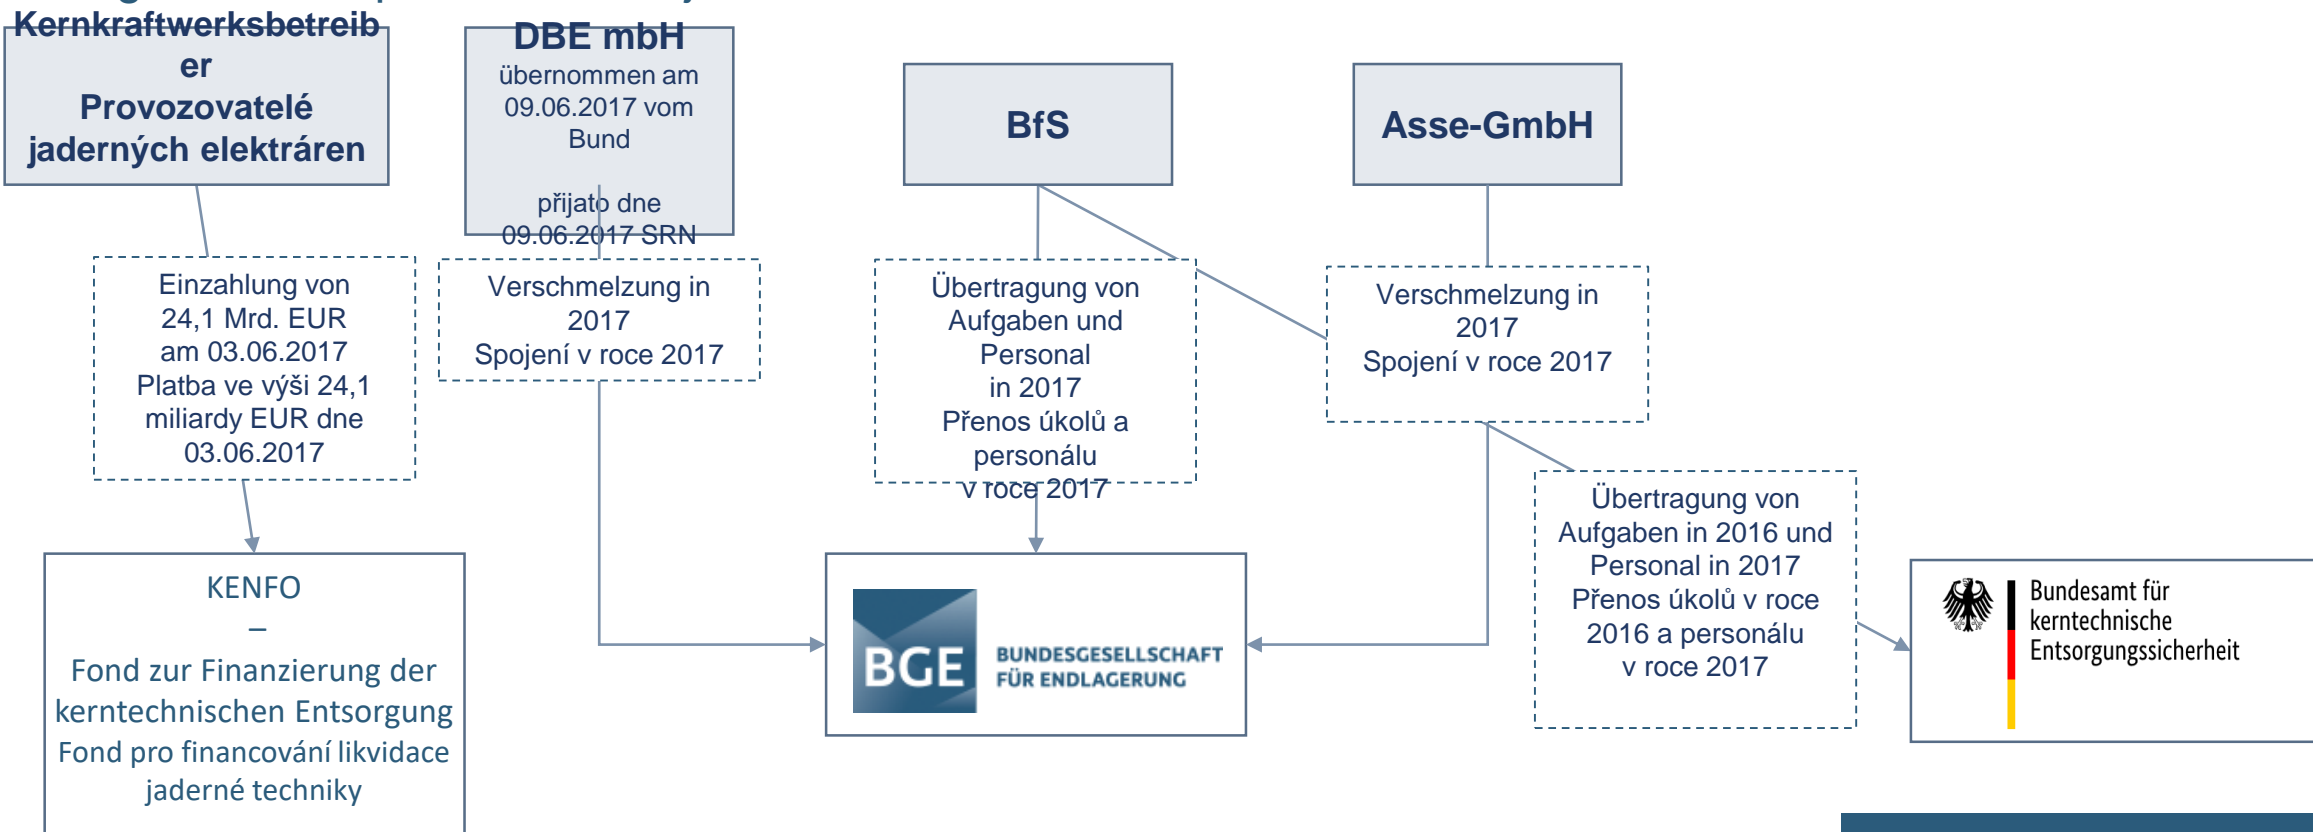 Kernkraftwerksbetreib
er
Provozovatelé
jaderných elektráren
DBE mbH
übernommen am
09.06.2017 vom
Bund
přijato dne
09.06.2017 SRN
BfS
Asse-GmbH
Einzahlung von
24,1 Mrd. EUR
am 03.06.2017
Platba ve výši 24,1
miliardy EUR dne
03.06.2017
Verschmelzung in
2017
Spojení v roce 2017
Übertragung von
Aufgaben und
Personal
in 2017
Přenos úkolů a
personálu
v roce 2017
Verschmelzung in
2017
Spojení v roce 2017
Übertragung von
Aufgaben in 2016 und
Personal in 2017
Přenos úkolů v roce
2016 a personálu
v roce 2017
KENFO
–
Fond zur Finanzierung der
kerntechnischen Entsorgung
Fond pro financování likvidace
jaderné techniky
BGE
BUNDESGESELLSCHAFT
FÜR ENDLAGERUNG
Bundesamt für
kerntechnische
Entsorgungssicherheit